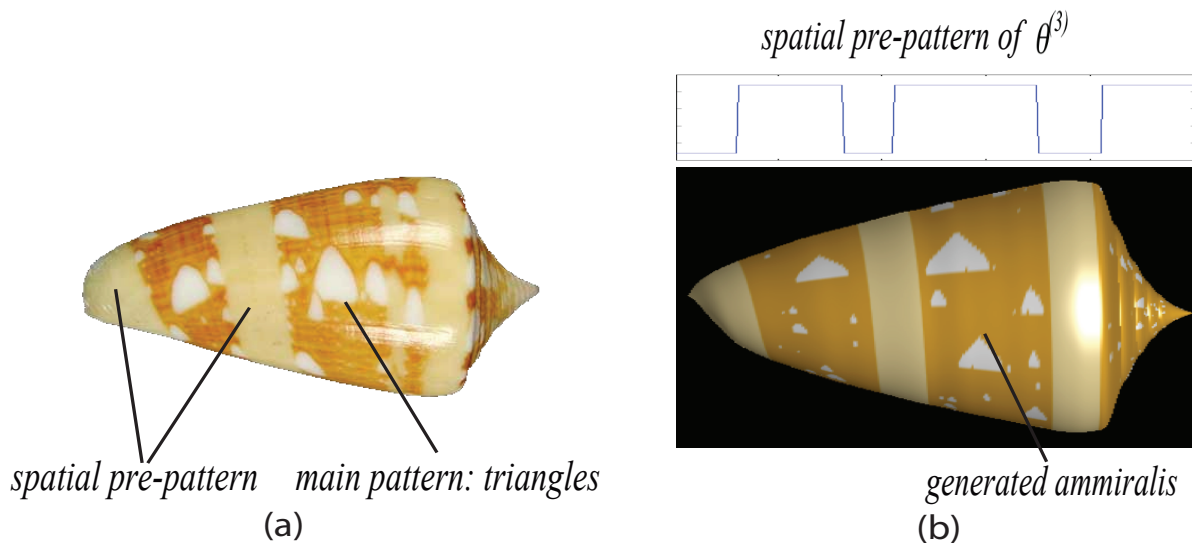 spatial pre-pattern of θ(3)
spatial pre-pattern
main pattern: triangles
(a)
generated ammiralis
(b)